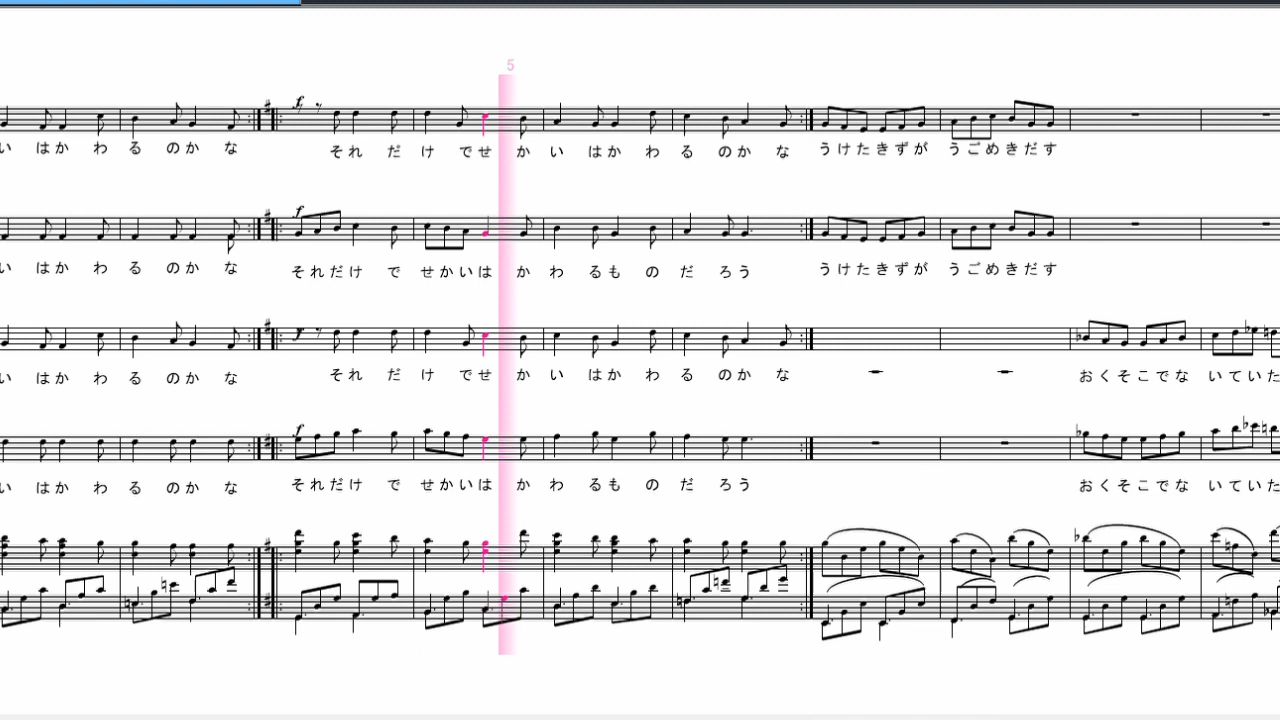 5
f
い はか わ る のか な それ だ け でせ か い はか わ る のか な うけたきずが うごめきだす
f
い はか わ る のか な それだけ で せかいは か わ るも の だ ろう うけたきずが うごめきだす
い はか わ る のか な それ だ け でせ か い はか わ る のか な おくそこでな いていた
f
い はか わ る のか な それだけ で せかいは か わ るも の だ ろう おくそこでな いていた